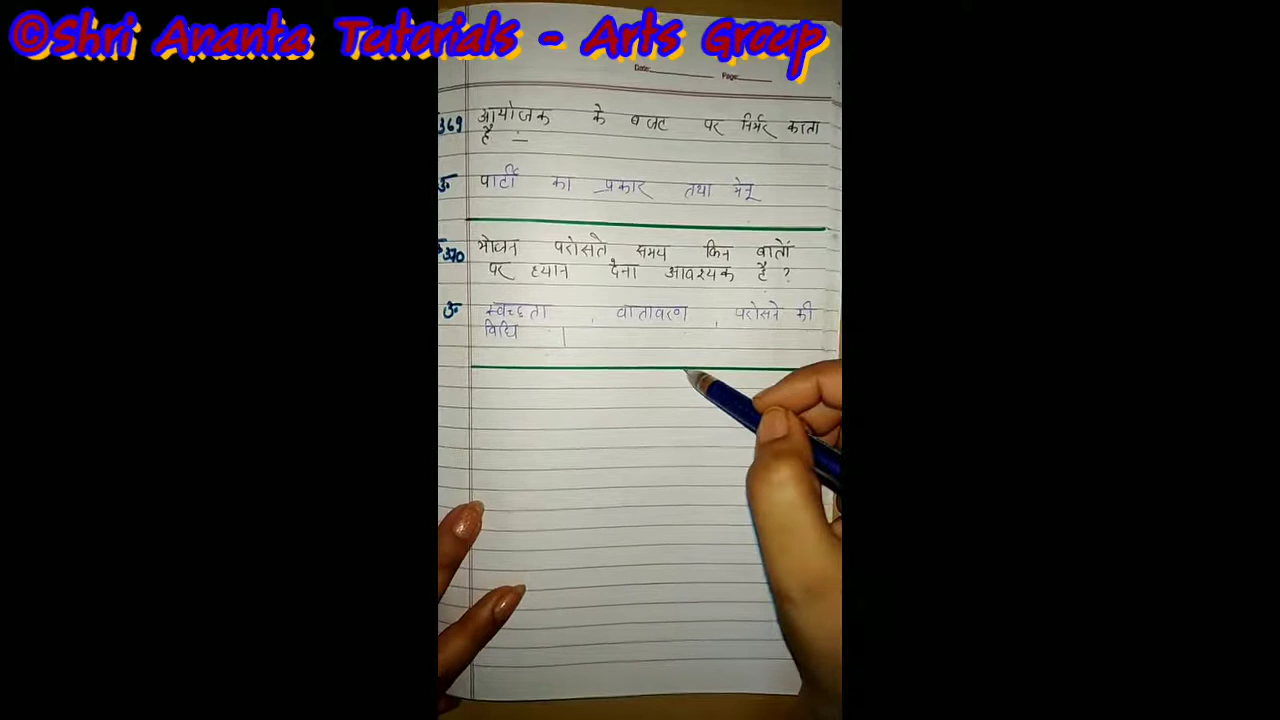 ©Shri Ananta Tutorials - Arts Group
Date: Page:
369 आयोजक के बजट पर निर्भर करता
है :-
उ पार्टी का प्रकार तथा मेनू
370 भोजन परोसते समय किन बातों
पर ध्यान देना आवश्यक है ?
उ स्वच्छता , वातावरण , परोसने की
विधि |